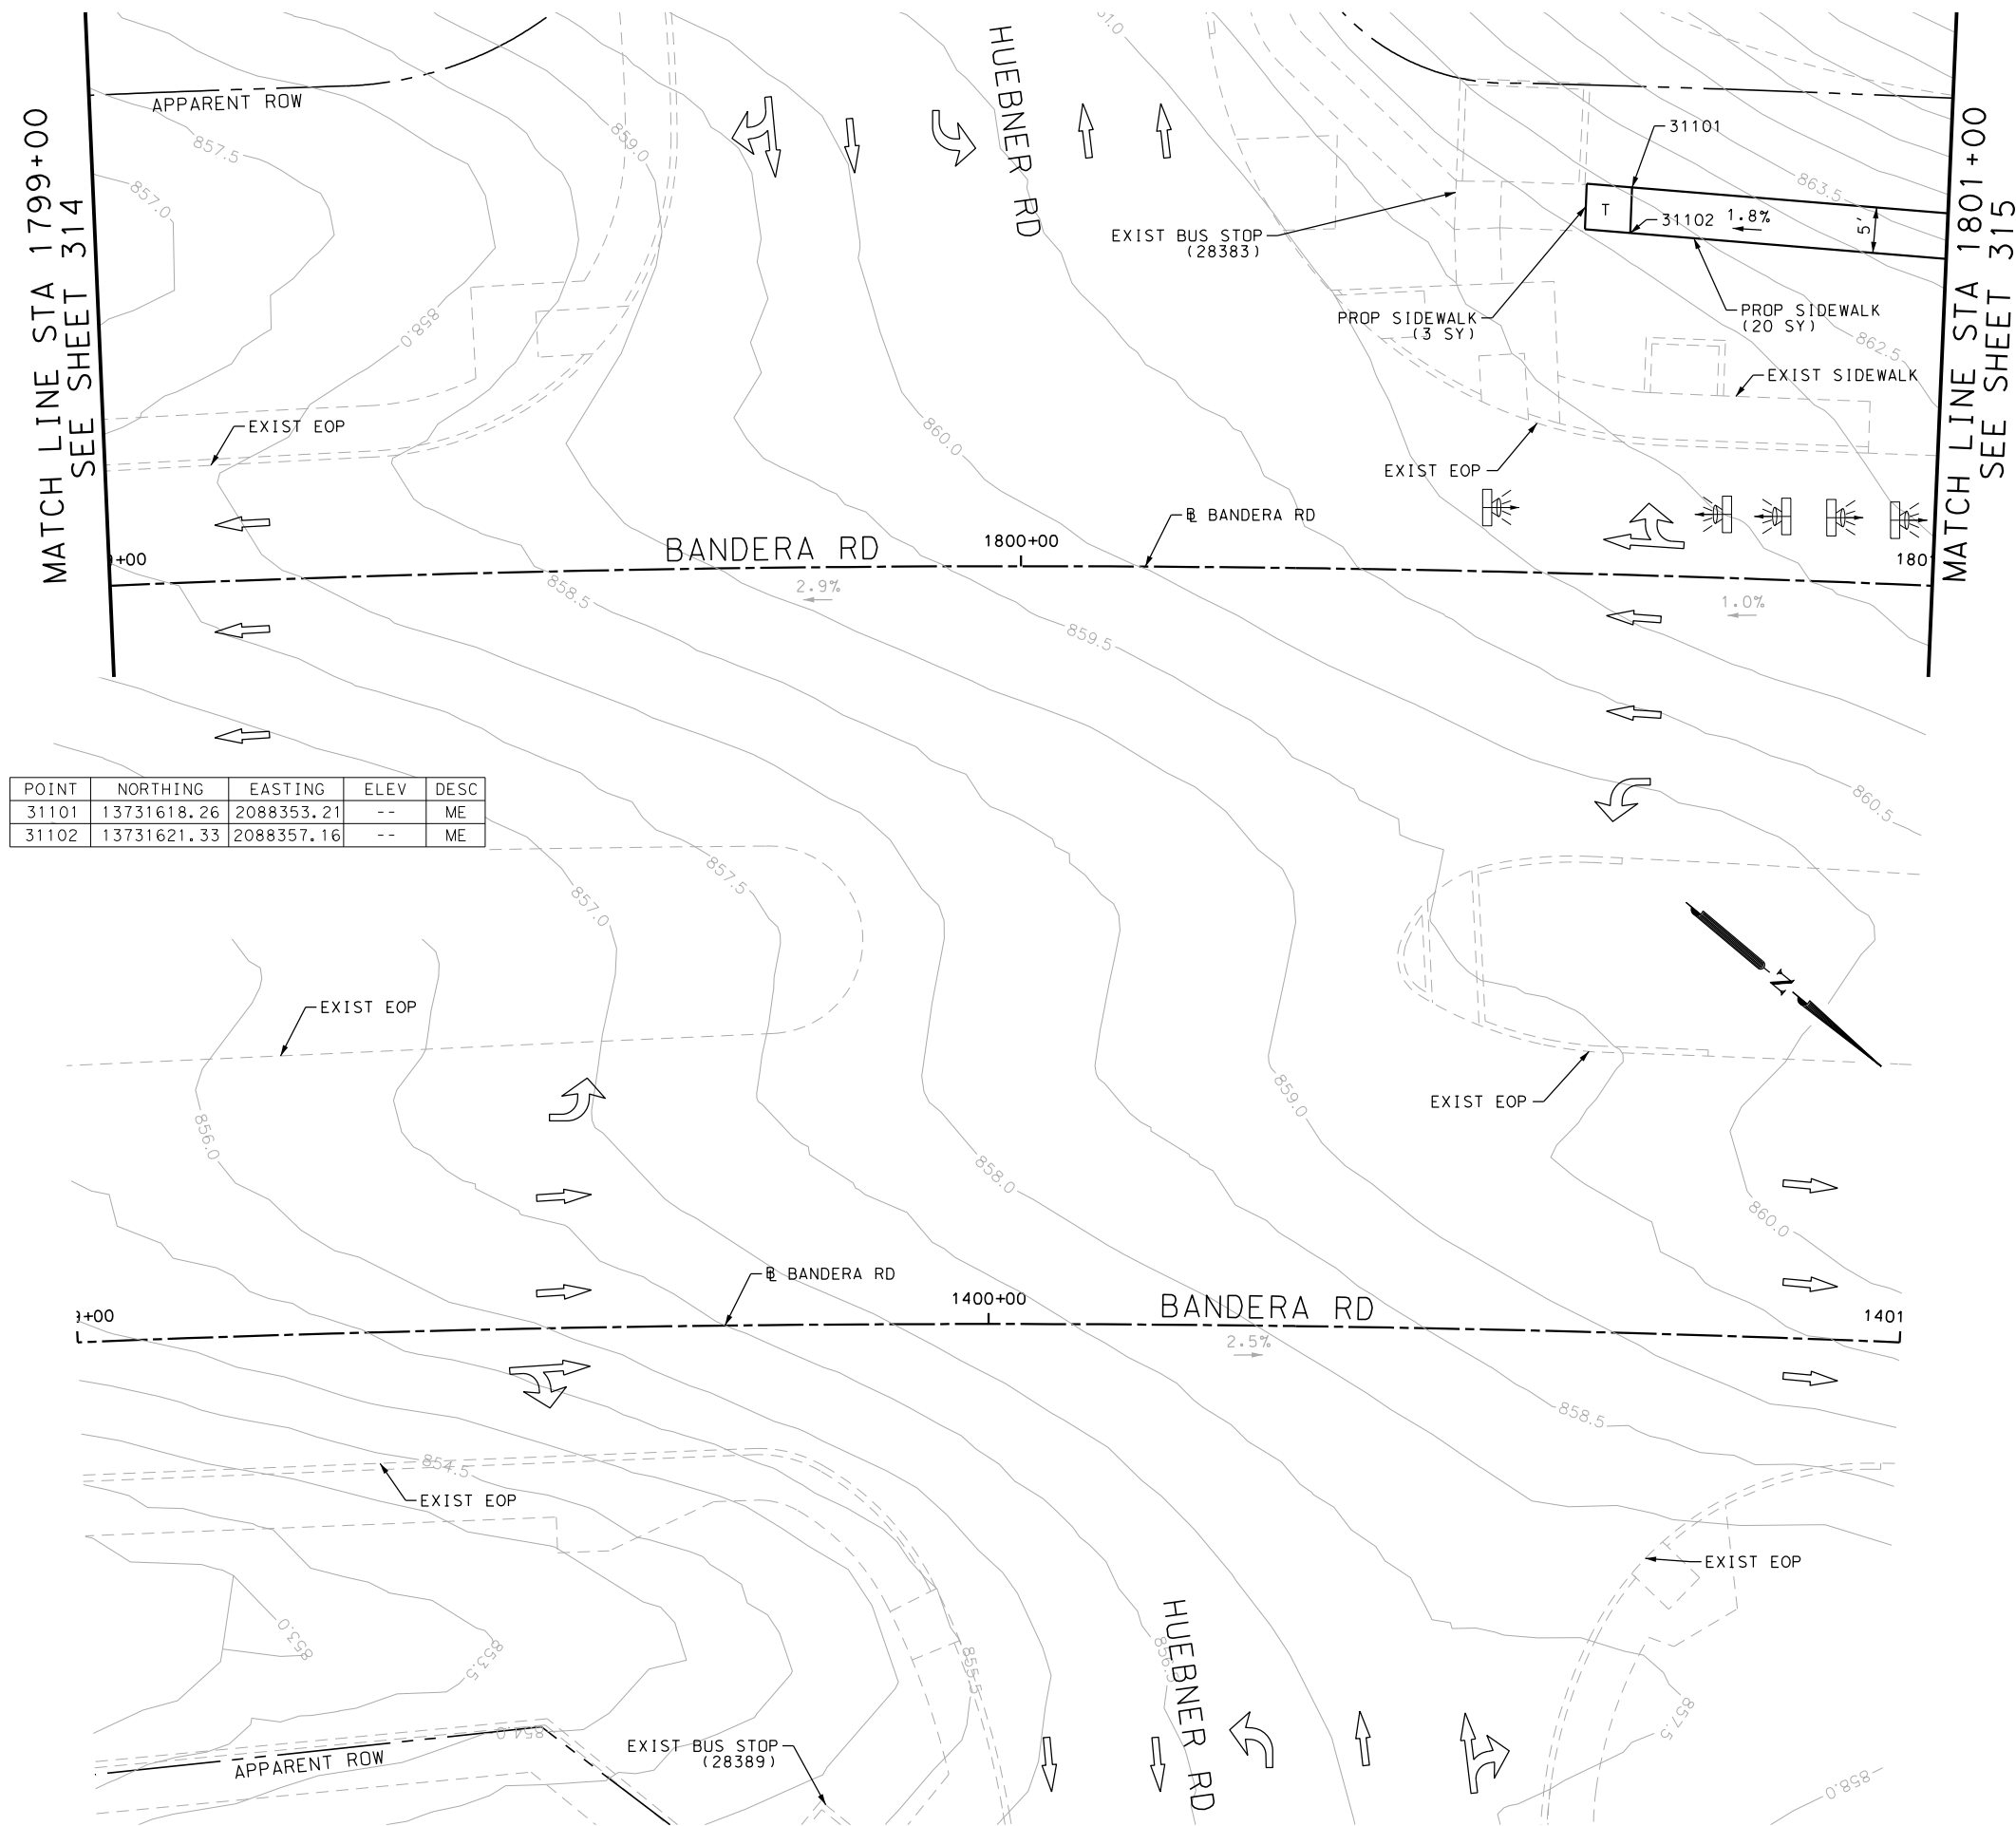 APPARENT ROW
857.5
857.0
859.0
858.0
MATCH LINE STA 1799+00
SEE SHEET 314
HUEBNER RD
31101
863.5
31102
1.8%
5'
T
EXIST BUS STOP
(28383)
PROP SIDEWALK
(3 SY)
PROP SIDEWALK
(20 SY)
862.5
EXIST SIDEWALK
MATCH LINE STA 1801+00
SEE SHEET 315
EXIST EOP
860.0
EXIST EOP
BANDERA RD
1800+00
BANDERA RD
+00
180
858.5
2.9%
859.5
1.0%
860.5
POINT NORTHING EASTING ELEV DESC
31101 13731618.26 2088353.21 -- ME
31102 13731621.33 2088357.16 -- ME
857.5
857.0
N
EXIST EOP
859.0
EXIST EOP
856.0
858.0
860.0
BANDERA RD
+00
1400+00
BANDERA RD
1401
2.5%
858.5
854.5
EXIST EOP
EXIST EOP
853.0
853.5
855.5
HUEBNER RD
857.5
854.0
APPARENT ROW
EXIST BUS STOP
(28389)
858.0